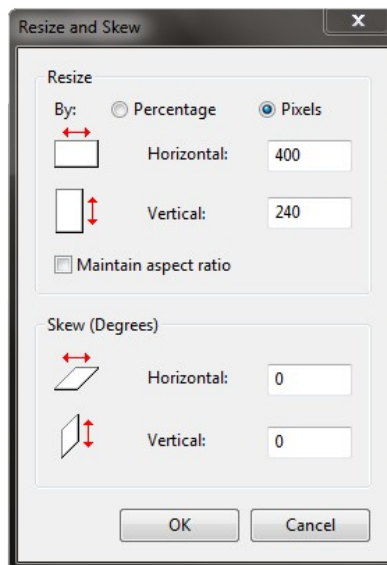 Resize and Skew
Resize
By: Percentage Pixels
Horizontal: 400
Vertical: 240
Maintain aspect ratio
Skew (Degrees)
Horizontal: 0
Vertical: 0
OK Cancel